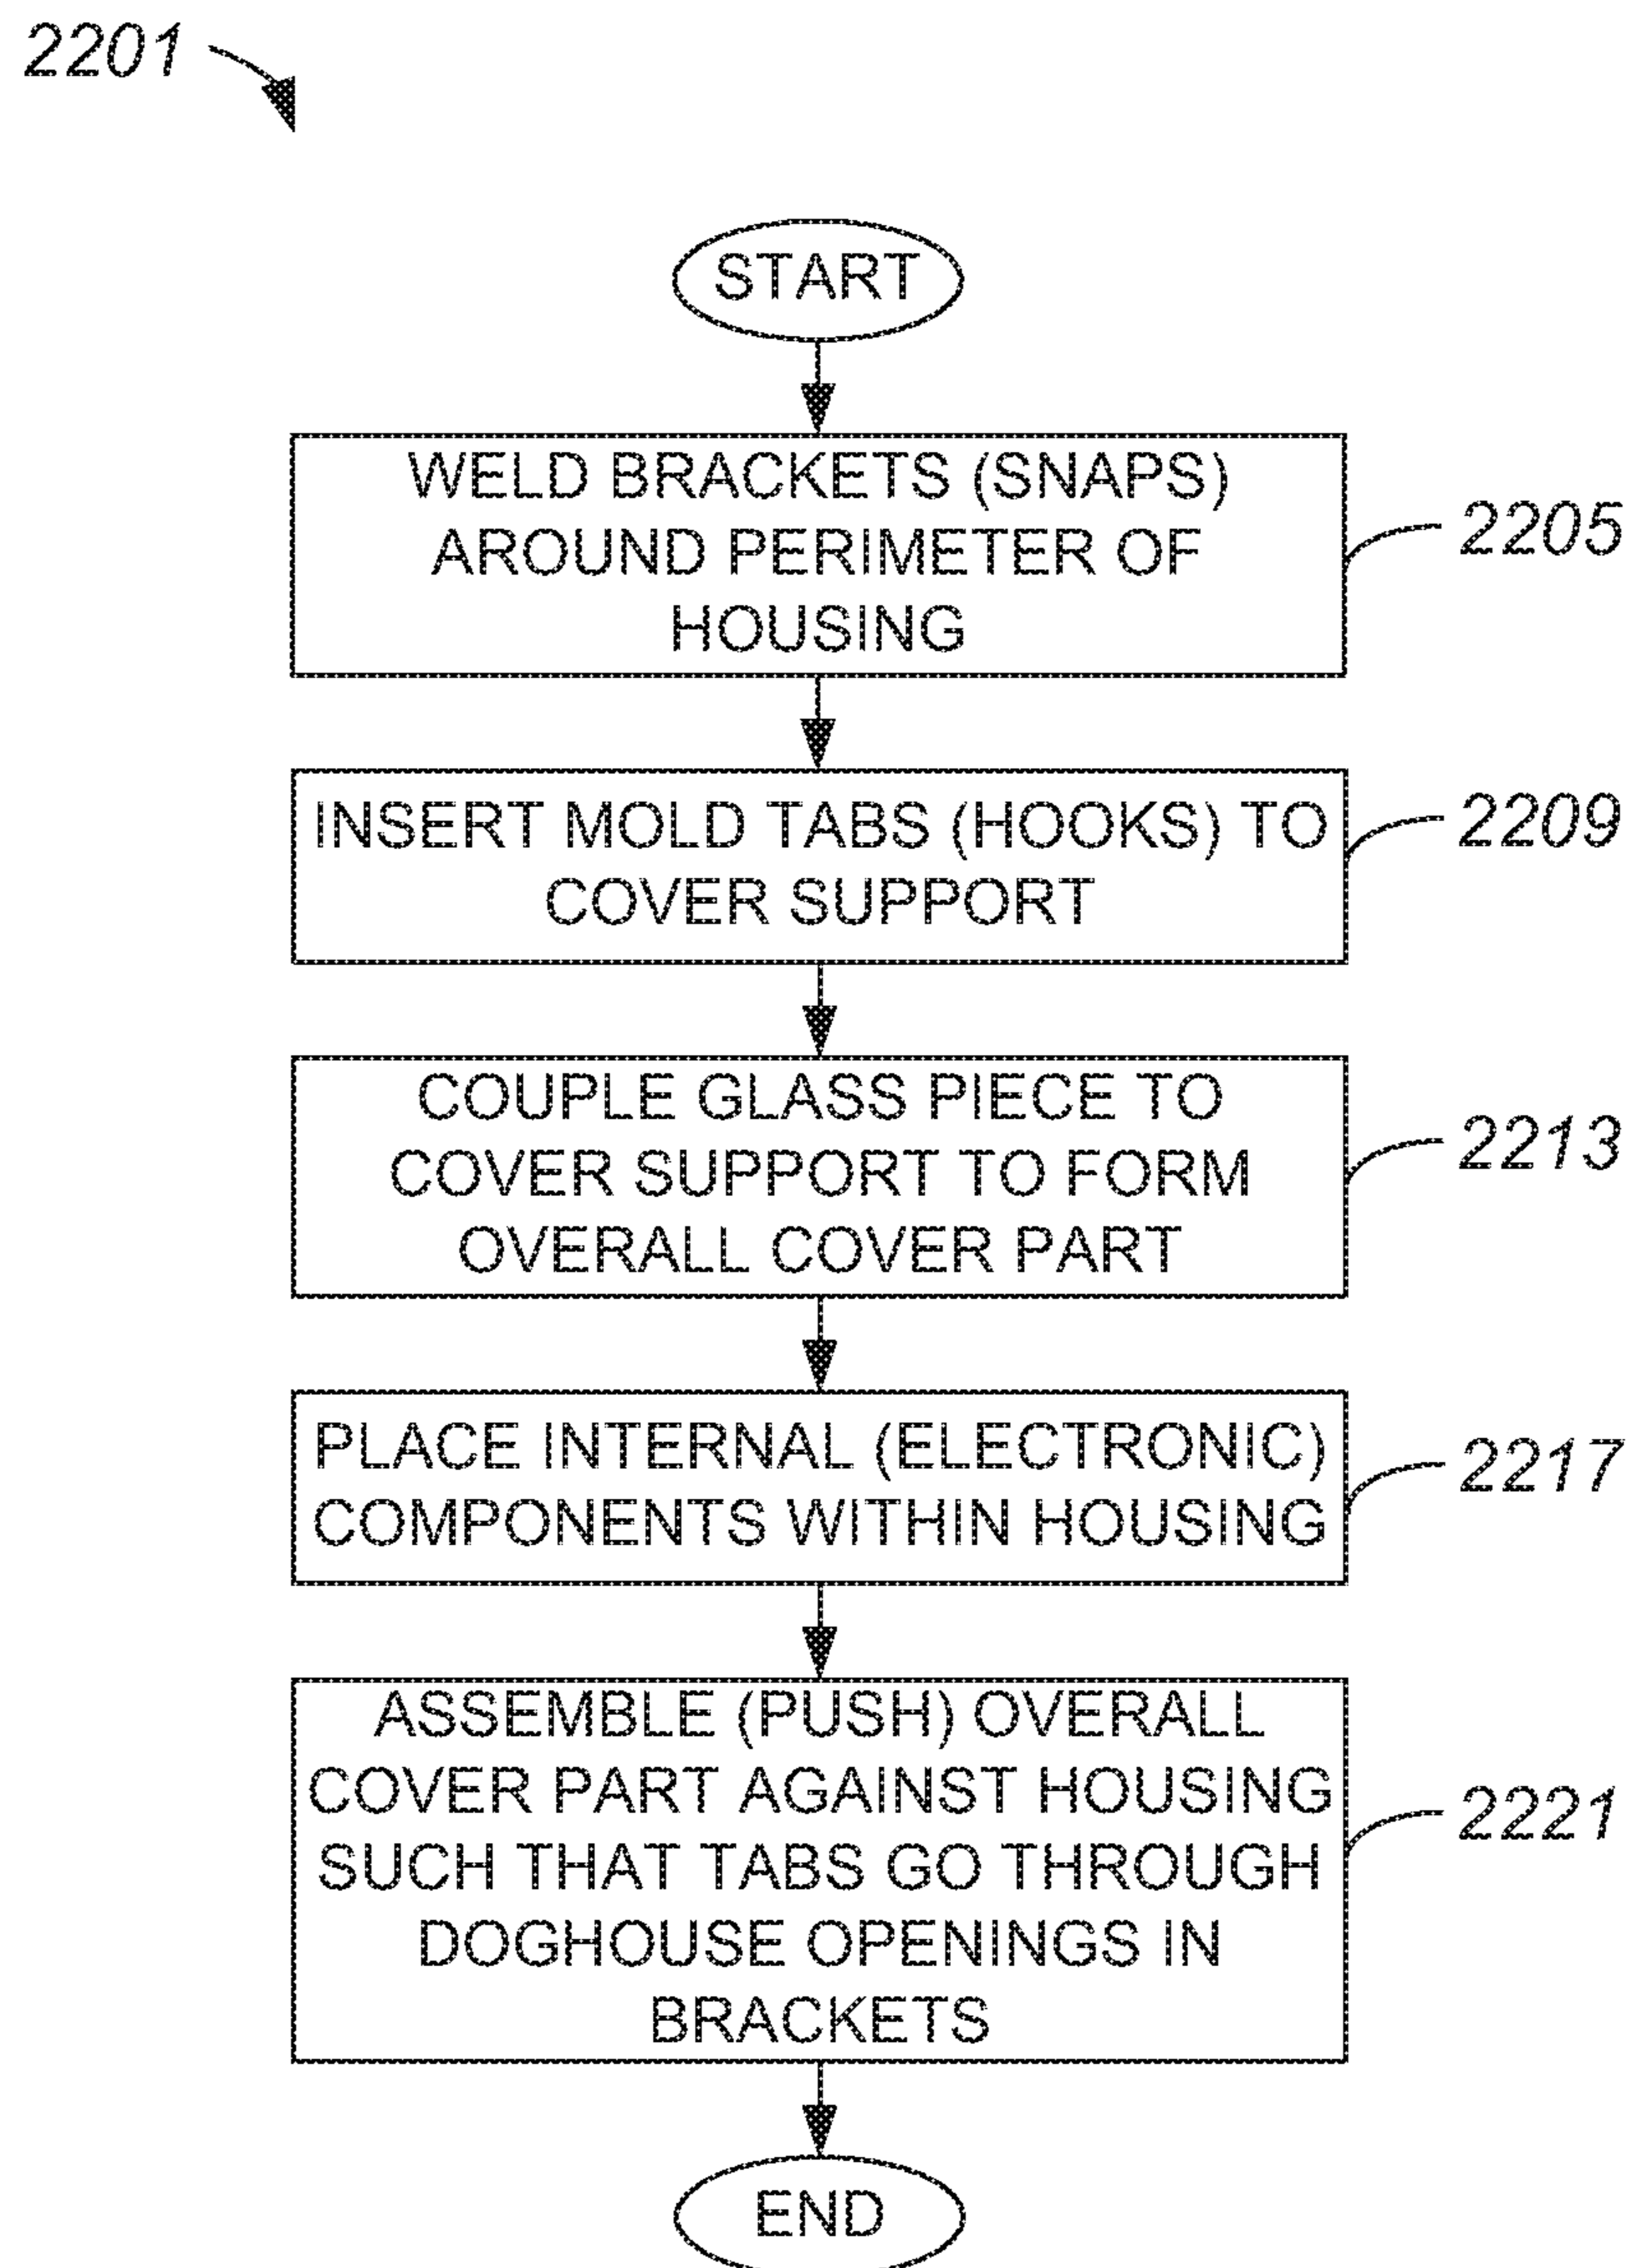 2201
START
WELD BRACKETS (SNAPS)
AROUND PERIMETER OF
HOUSING
2205
INSERT MOLD TABS (HOOKS) TO
COVER SUPPORT
2209
COUPLE GLASS PIECE TO
COVER SUPPORT TO FORM
OVERALL COVER PART
2213
PLACE INTERNAL (ELECTRONIC)
COMPONENTS WITHIN HOUSING
2217
ASSEMBLE (PUSH) OVERALL
COVER PART AGAINST HOUSING
SUCH THAT TABS GO THROUGH
DOGHOUSE OPENINGS IN
BRACKETS
2221
END